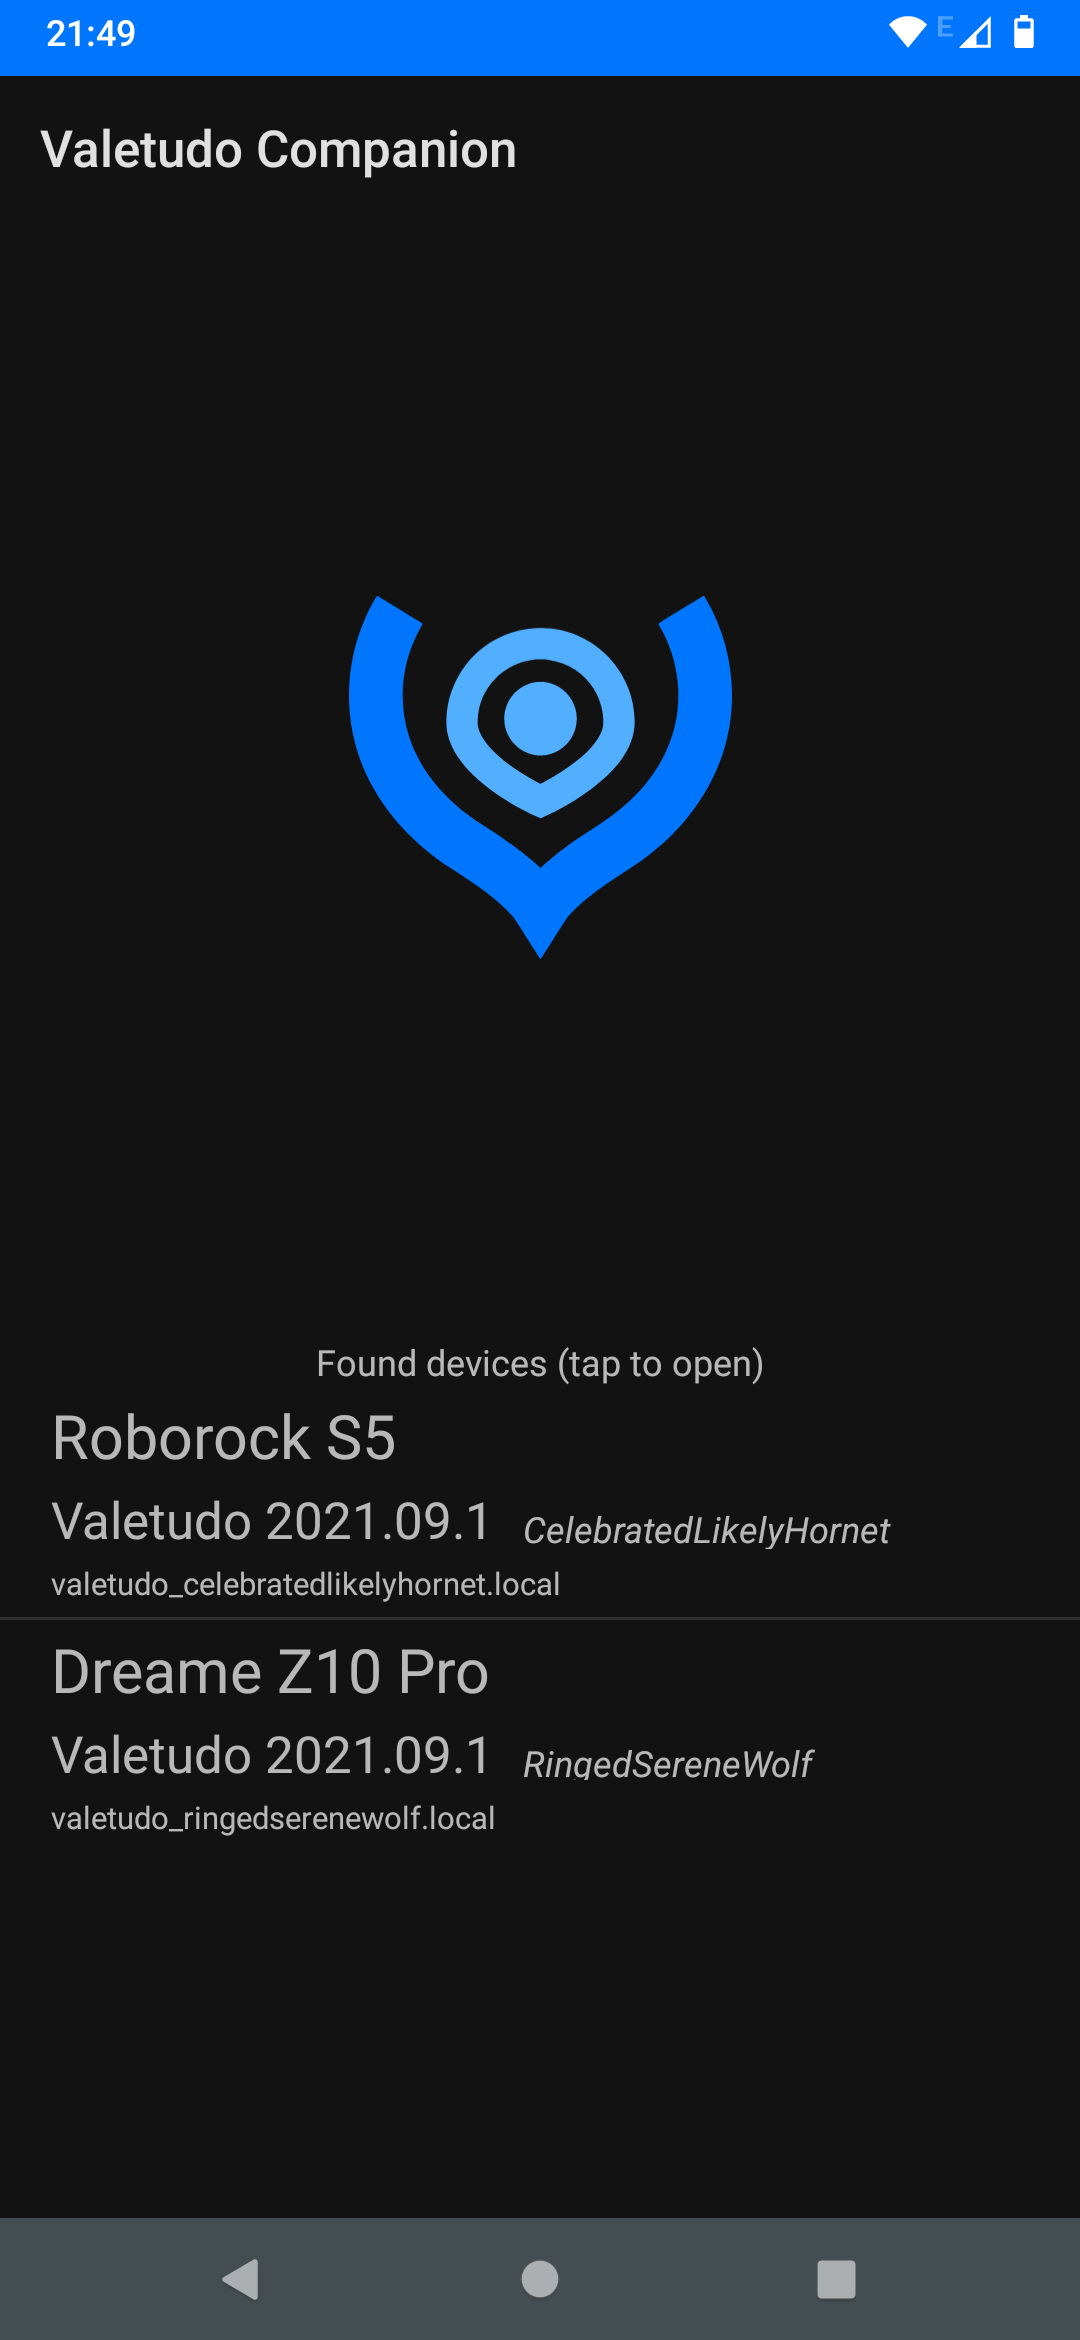 21:49
E
Valetudo Companion
Found devices (tap to open)
Roborock S5
Valetudo 2021.09.1 CelebratedLikelyHornet
valetudo_celebratedlikelyhornet.local
Dreame Z10 Pro
Valetudo 2021.09.1 RingedSereneWolf
valetudo_ringedserenewolf.local